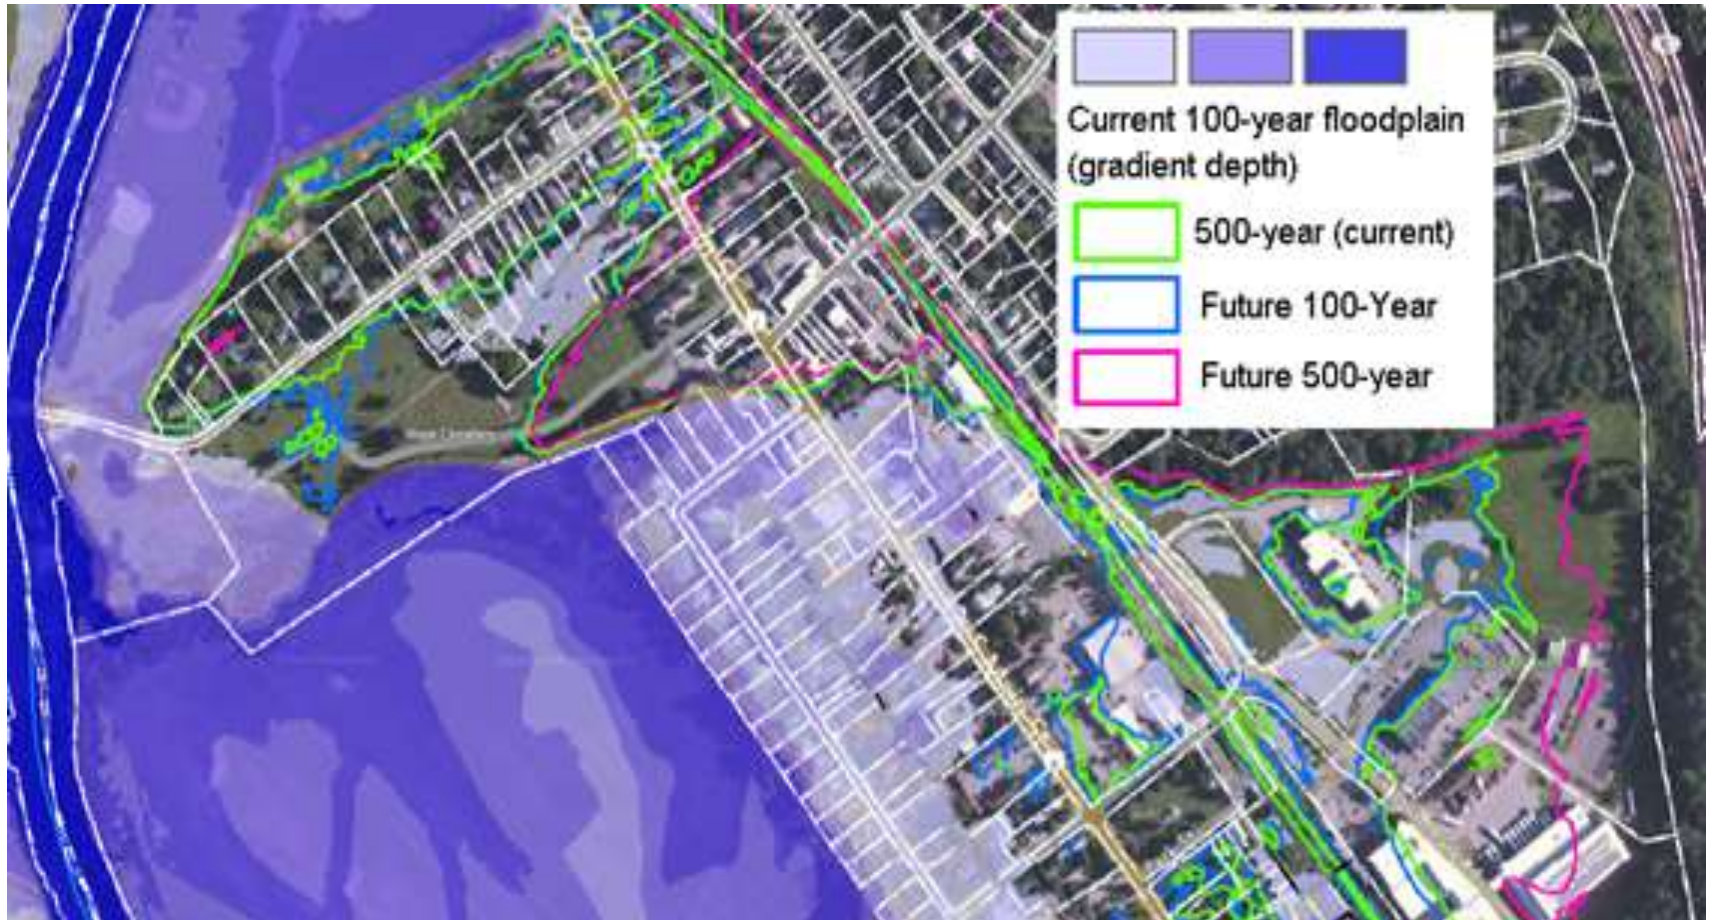 Current 100-year floodplain
(gradient depth)
500-year (current)
Future 100-Year
Future 500-year